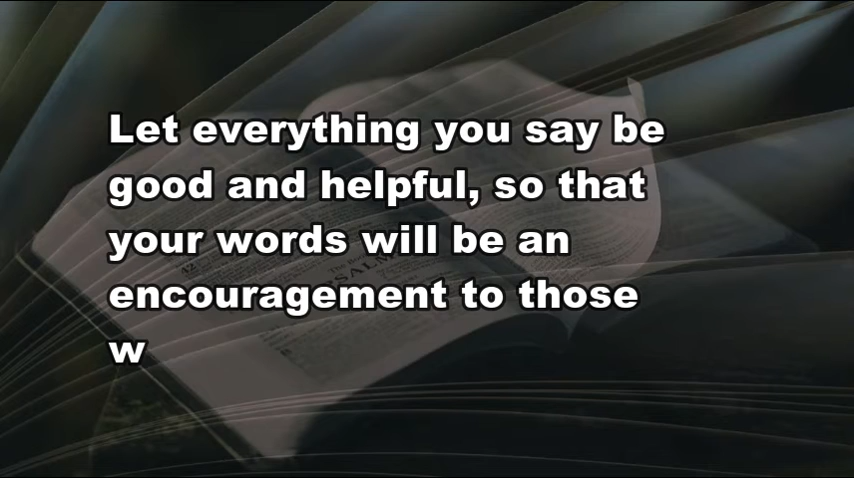 Let everything you say be
good and helpful, so that
your words will be an
encouragement to those
w